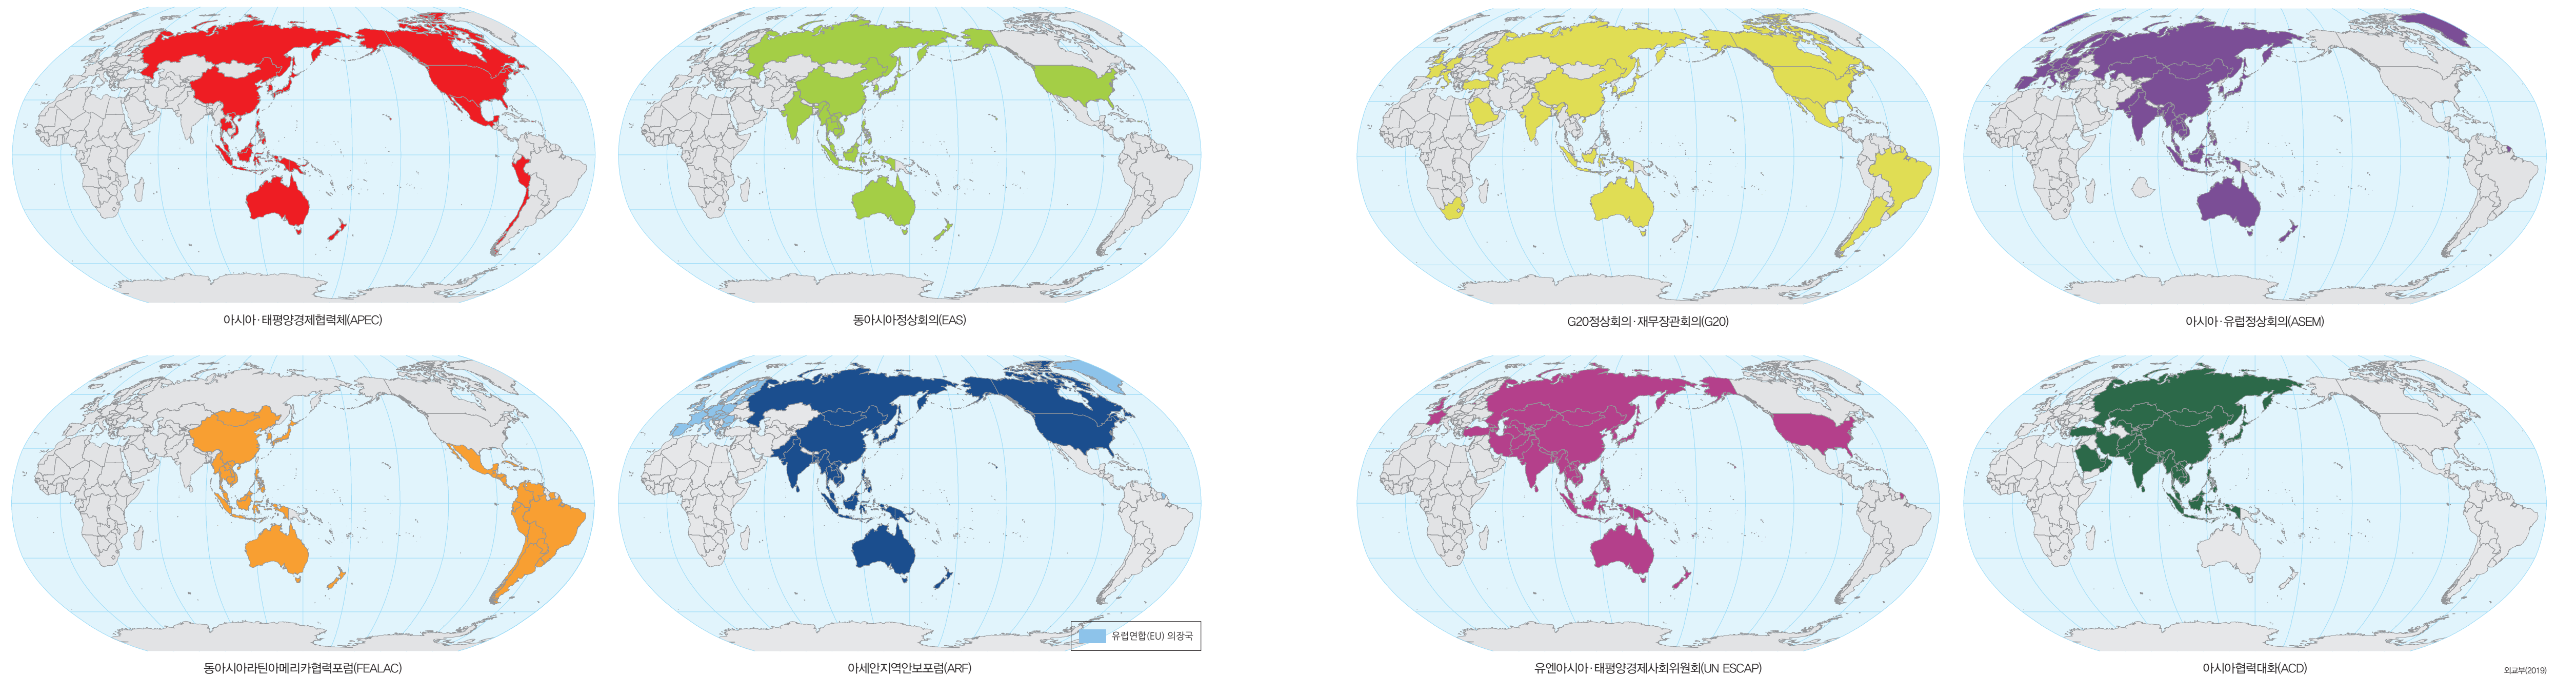 아시아·태평양경제협력체(APEC)
동아시아정상회의(EAS)
G20정상회의·재무장관회의(G20)
아시아·유럽정상회의(ASEM)
유럽연합(EU) 의장국
동아시아라틴아메리카협력포럼(FEALAC)
아세안지역안보포럼(ARF)
유엔아시아·태평양경제사회위원회(UN ESCAP)
아시아협력대화(ACD)
외교부(2019)